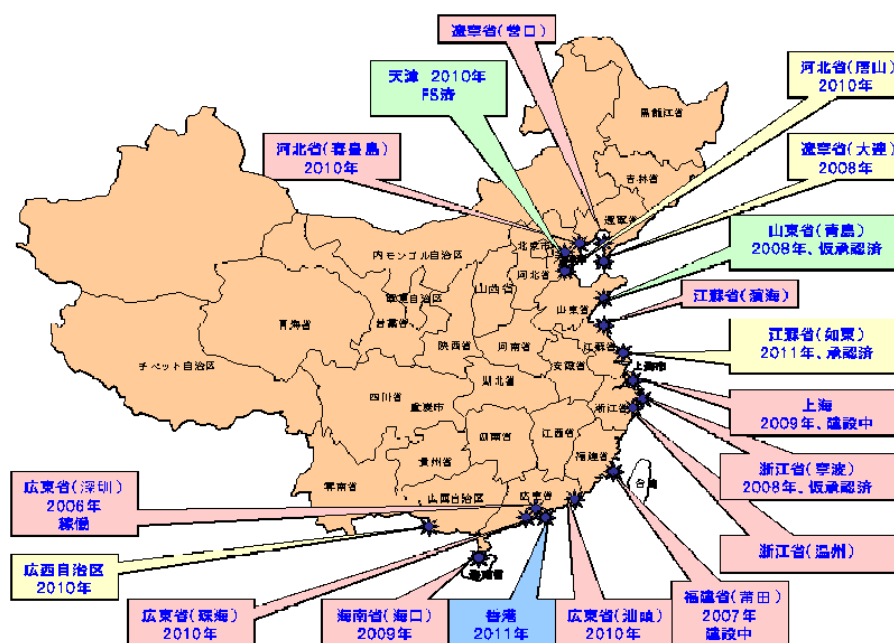 遼寧省(営口)
天津 2010年
FS済
河北省(唐山)
2010年
河北省(秦皇島)
2010年
遼寧省(大連)
2008年
山東省(青島)
2008年、仮承認済
江蘇省(濱海)
江蘇省(如東)
2011年、承認済
上海
2009年、建設中
浙江省(寧波)
2008年、仮承認済
浙江省(温州)
福建省(莆田)
2007年
建設中
広東省(汕頭)
2010年
香港
2011年
海南省(海口)
2009年
広東省(珠海)
2010年
広西自治区
2010年
広東省(深圳)
2006年
稼働
黒龍江省
吉林省
遼寧省
内モンゴル自治区
北京市
河北省
山西省
山東省
青海省
甘粛省
陝西省
河南省
江蘇省
安徽省
上海市
チベット自治区
四川省
重慶市
湖北省
浙江省
湖南省
江西省
福建省
貴州省
雲南省
広西自治区
広東省
台湾
海南省